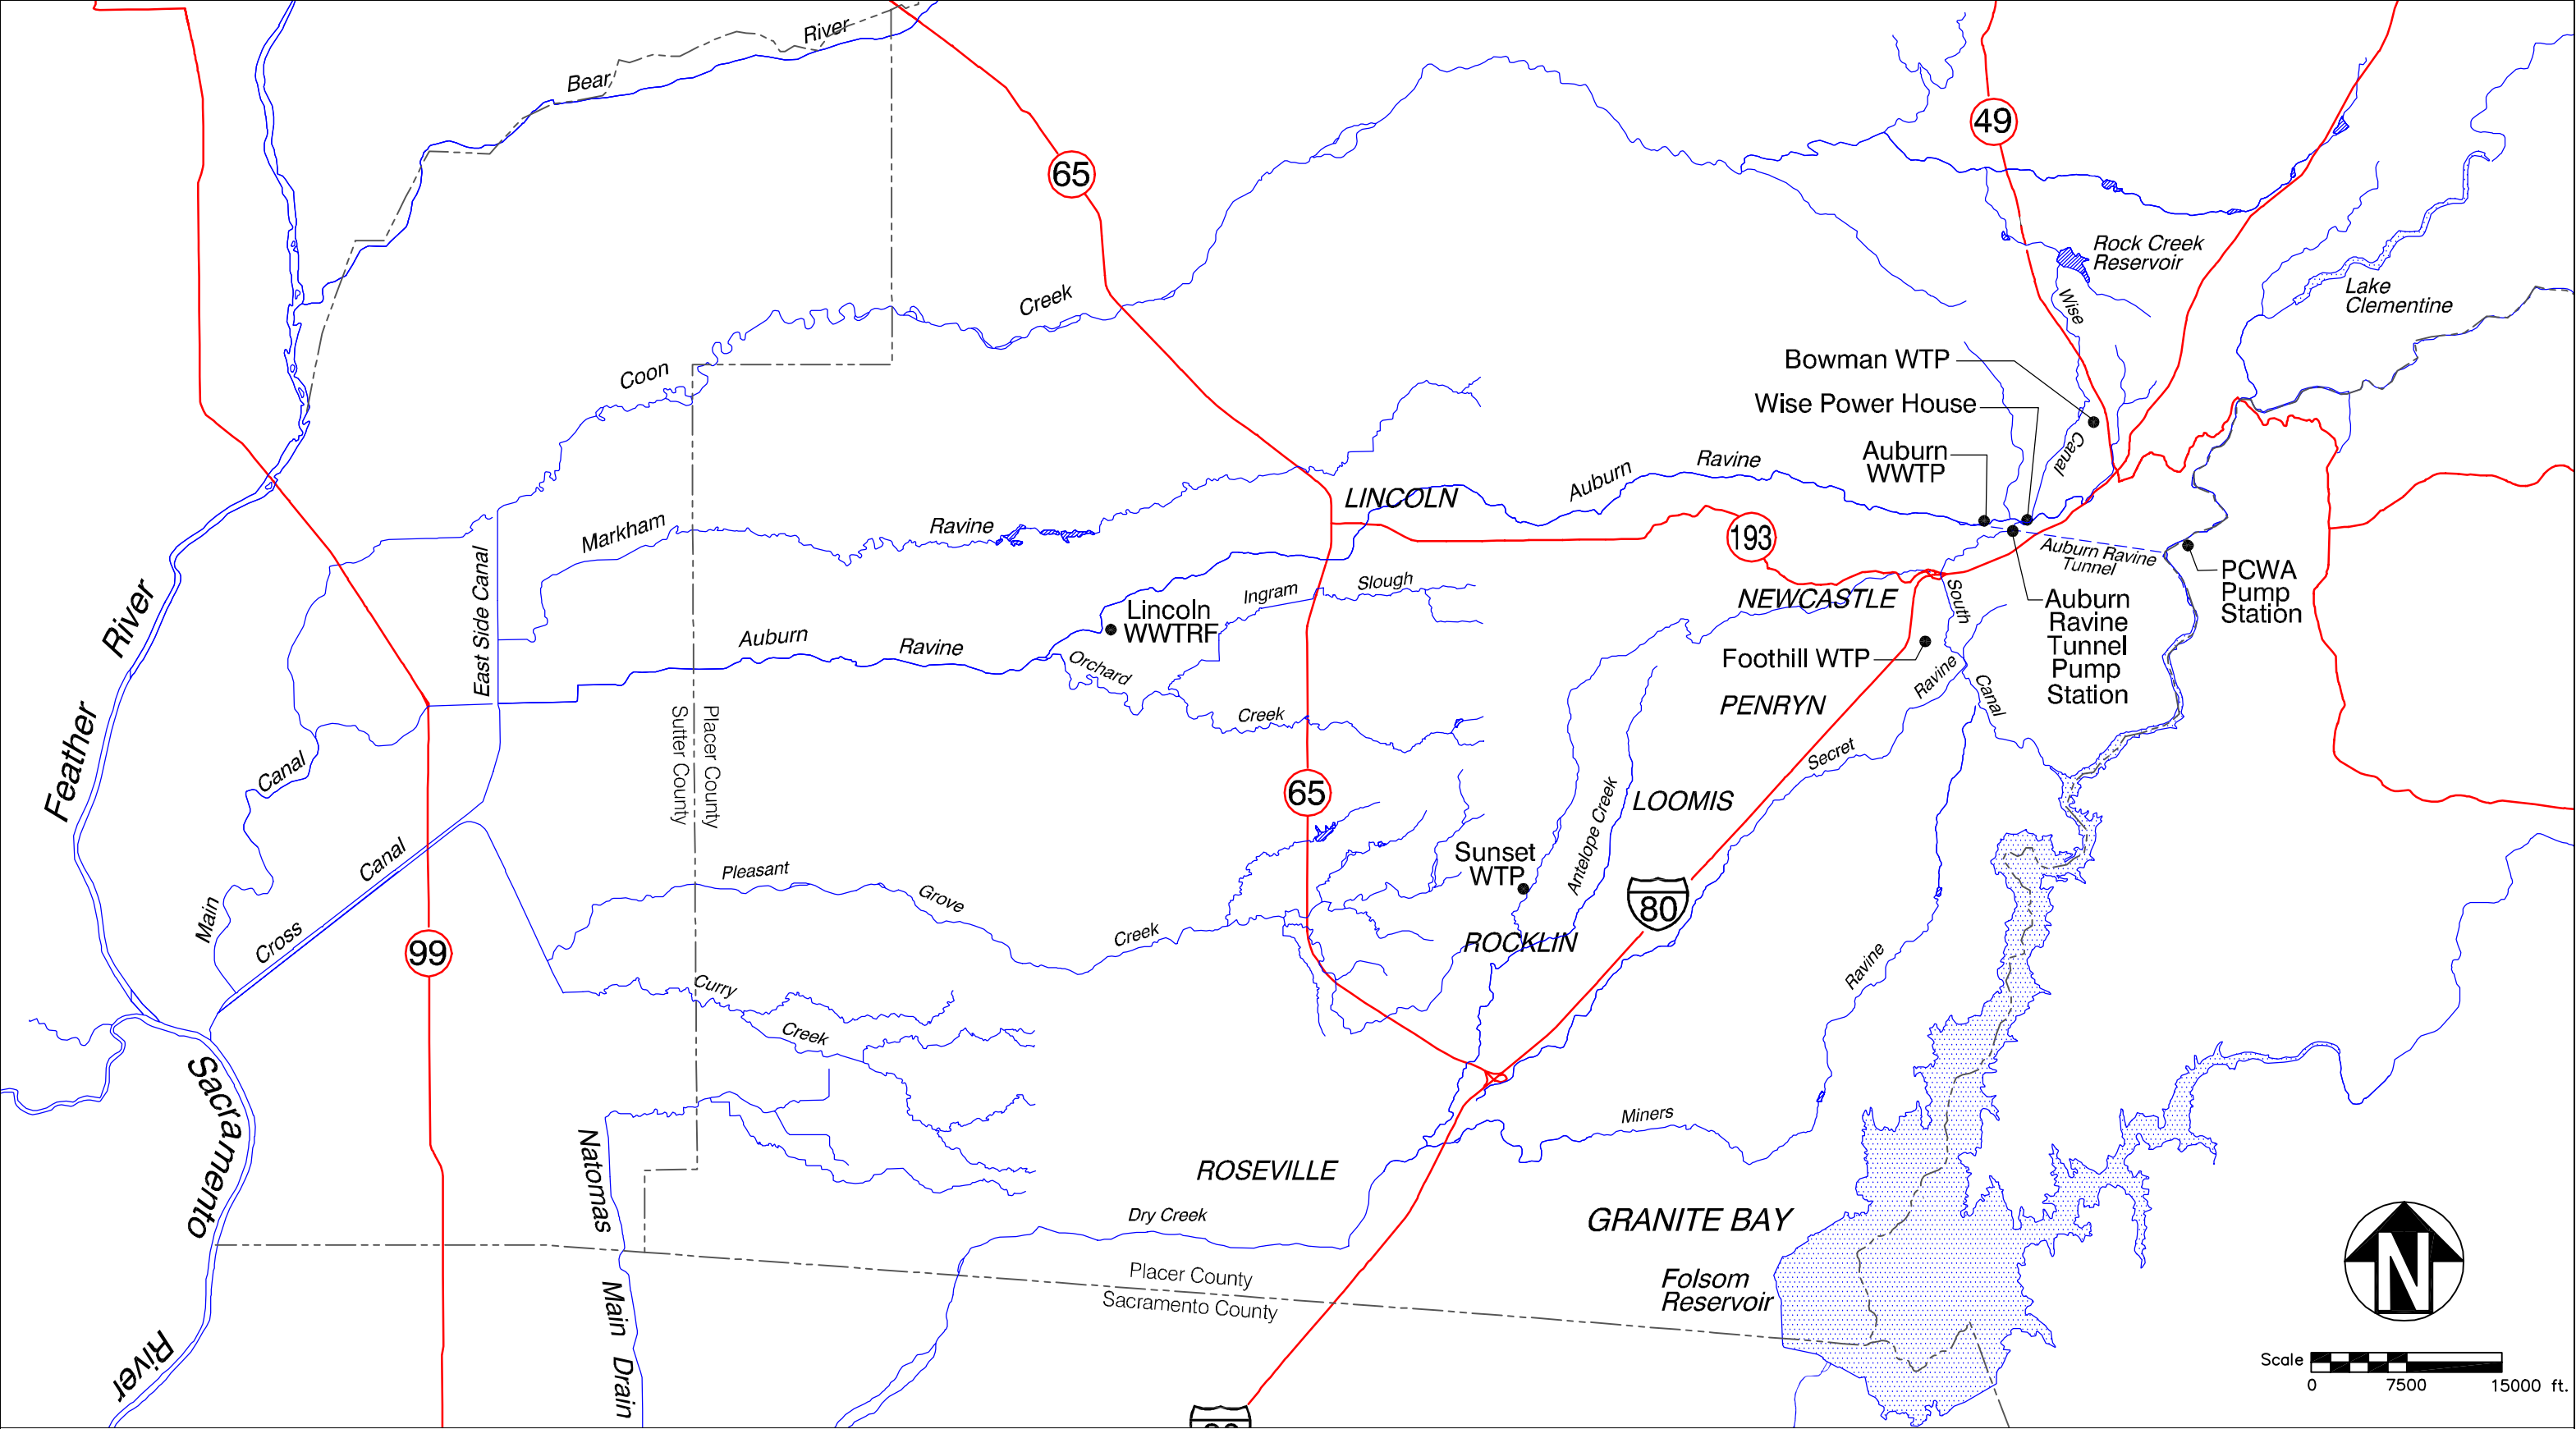 River
Bear
49
65
Rock Creek
Reservoir
Lake
Clementine
Creek
Wise
Coon
Bowman WTP
Wise Power House
Canal
Auburn
WWTP
Ravine
Auburn
LINCOLN
Markham
Ravine
193
Auburn Ravine
Tunnel
PCWA
Pump
Station
East Side Canal
Ingram
Slough
NEWCASTLE
South
Auburn
Ravine
Tunnel
Pump
Station
Lincoln
WWTRF
Auburn
Ravine
Orchard
Foothill WTP
Ravine
Canal
PENRYN
Creek
Placer County
Sutter County
Feather
River
Secret
Canal
65
LOOMIS
Antelope Creek
Sunset
WTP
Canal
Pleasant
Grove
Creek
80
Main
Cross
99
ROCKLIN
Ravine
Curry
Creek
Sacramento
River
Miners
Natomas
Main
Drain
ROSEVILLE
Dry Creek
GRANITE BAY
Placer County
Sacramento County
Folsom
Reservoir
N
Scale
0 7500 15000 ft.